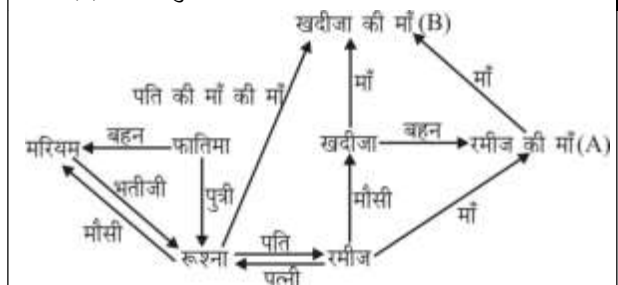 खदीजा की माँ (B)
पति की माँ की माँ
माँ
माँ
मरियम
बहन
फातिमा
खदीजा
बहन
रमीज की माँ (A)
भतीजी
पुत्री
मौसी
मौसी
माँ
रूश्ना
पति
रमीज
पत्नी